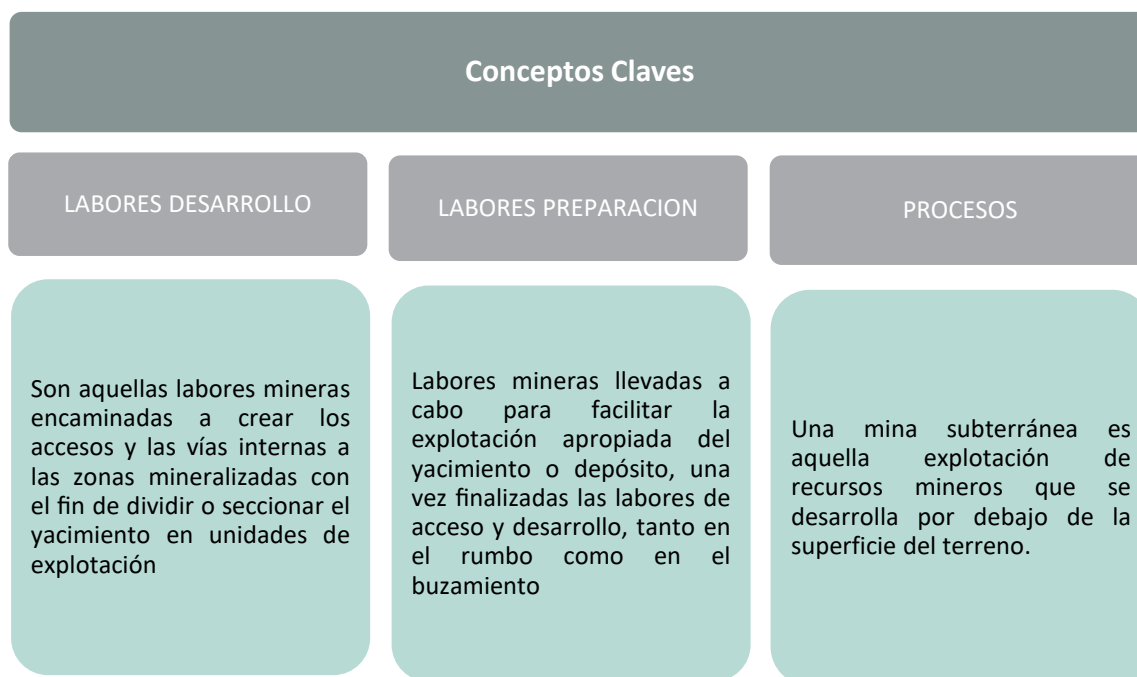 Conceptos Claves
LABORES DESARROLLO
LABORES PREPARACION
PROCESOS
Son aquellas labores mineras
encaminadas a crear los
accesos y las vías internas a
las zonas mineralizadas con
el fin de dividir o seccionar el
yacimiento en unidades de
explotación
Labores mineras llevadas a
cabo para facilitar la
explotación apropiada del
yacimiento o depósito, una
vez finalizadas las labores de
acceso y desarrollo, tanto en
el rumbo como en el
buzamiento
Una mina subterránea es
aquella explotación de
recursos mineros que se
desarrolla por debajo de la
superficie del terreno.